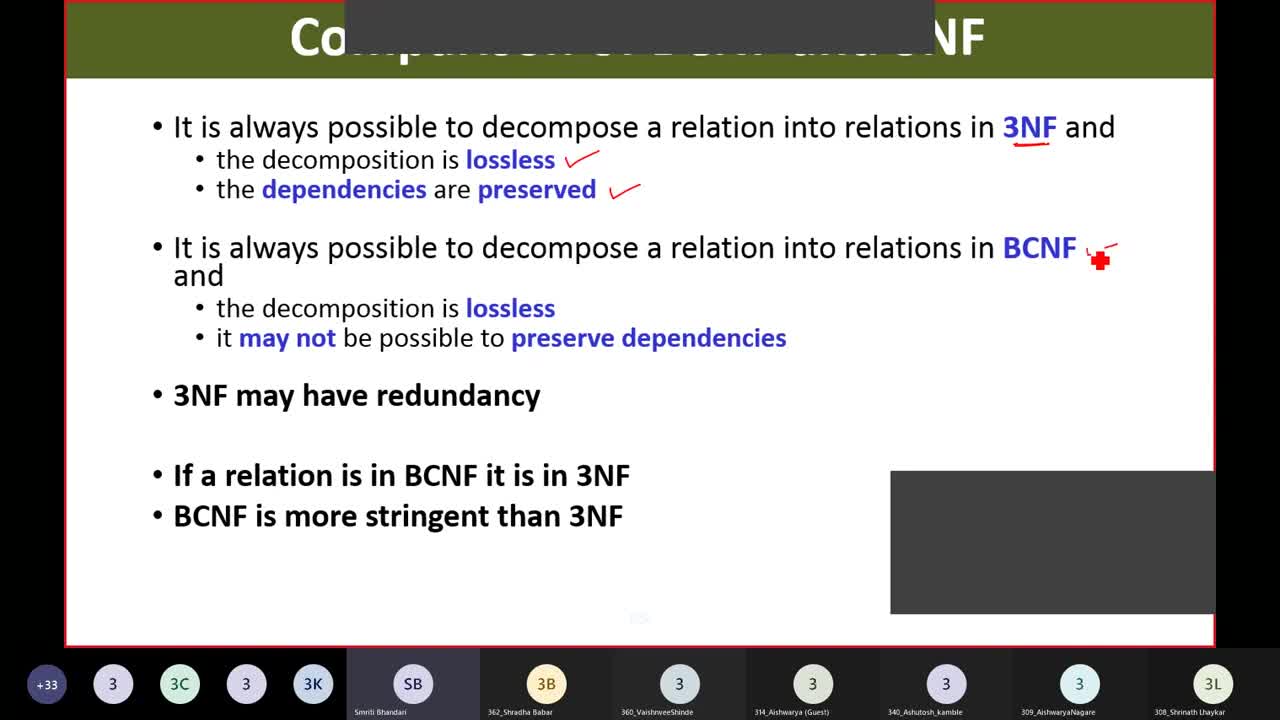 It is always possible to decompose a relation into relations in 3NF and
the decomposition is lossless
the dependencies are preserved
It is always possible to decompose a relation into relations in BCNF
and
the decomposition is lossless
it may not be possible to preserve dependencies
3NF may have redundancy
If a relation is in BCNF it is in 3NF
BCNF is more stringent than 3NF
+33 3 3C 3 3K SB 3B 3 3 3 3 3L
Smriti Bhandari 362_Shradha Babar 360_VaishnveeShinde 314_Aishwarya (Guest) 340_Ashutosh_kamble 309_AishwaryaNagare 308_Shrinath Lhaykar